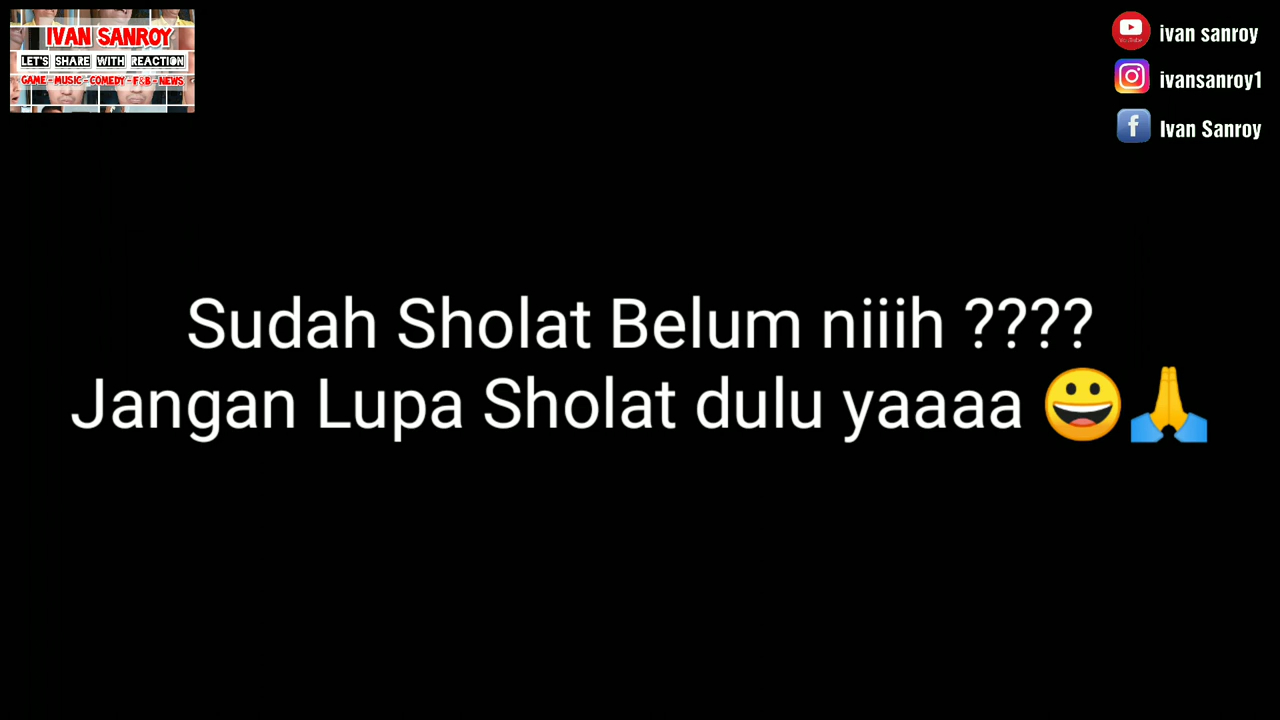 IVAN SANROY
LET'S SHARE WITH REACTION
GAME - MUSIC - COMEDY - F&B - NEWS
ivan sanroy
ivansanroy1
Ivan Sanroy
Sudah Sholat Belum niiih ????
Jangan Lupa Sholat dulu yaaaa 😀🙏